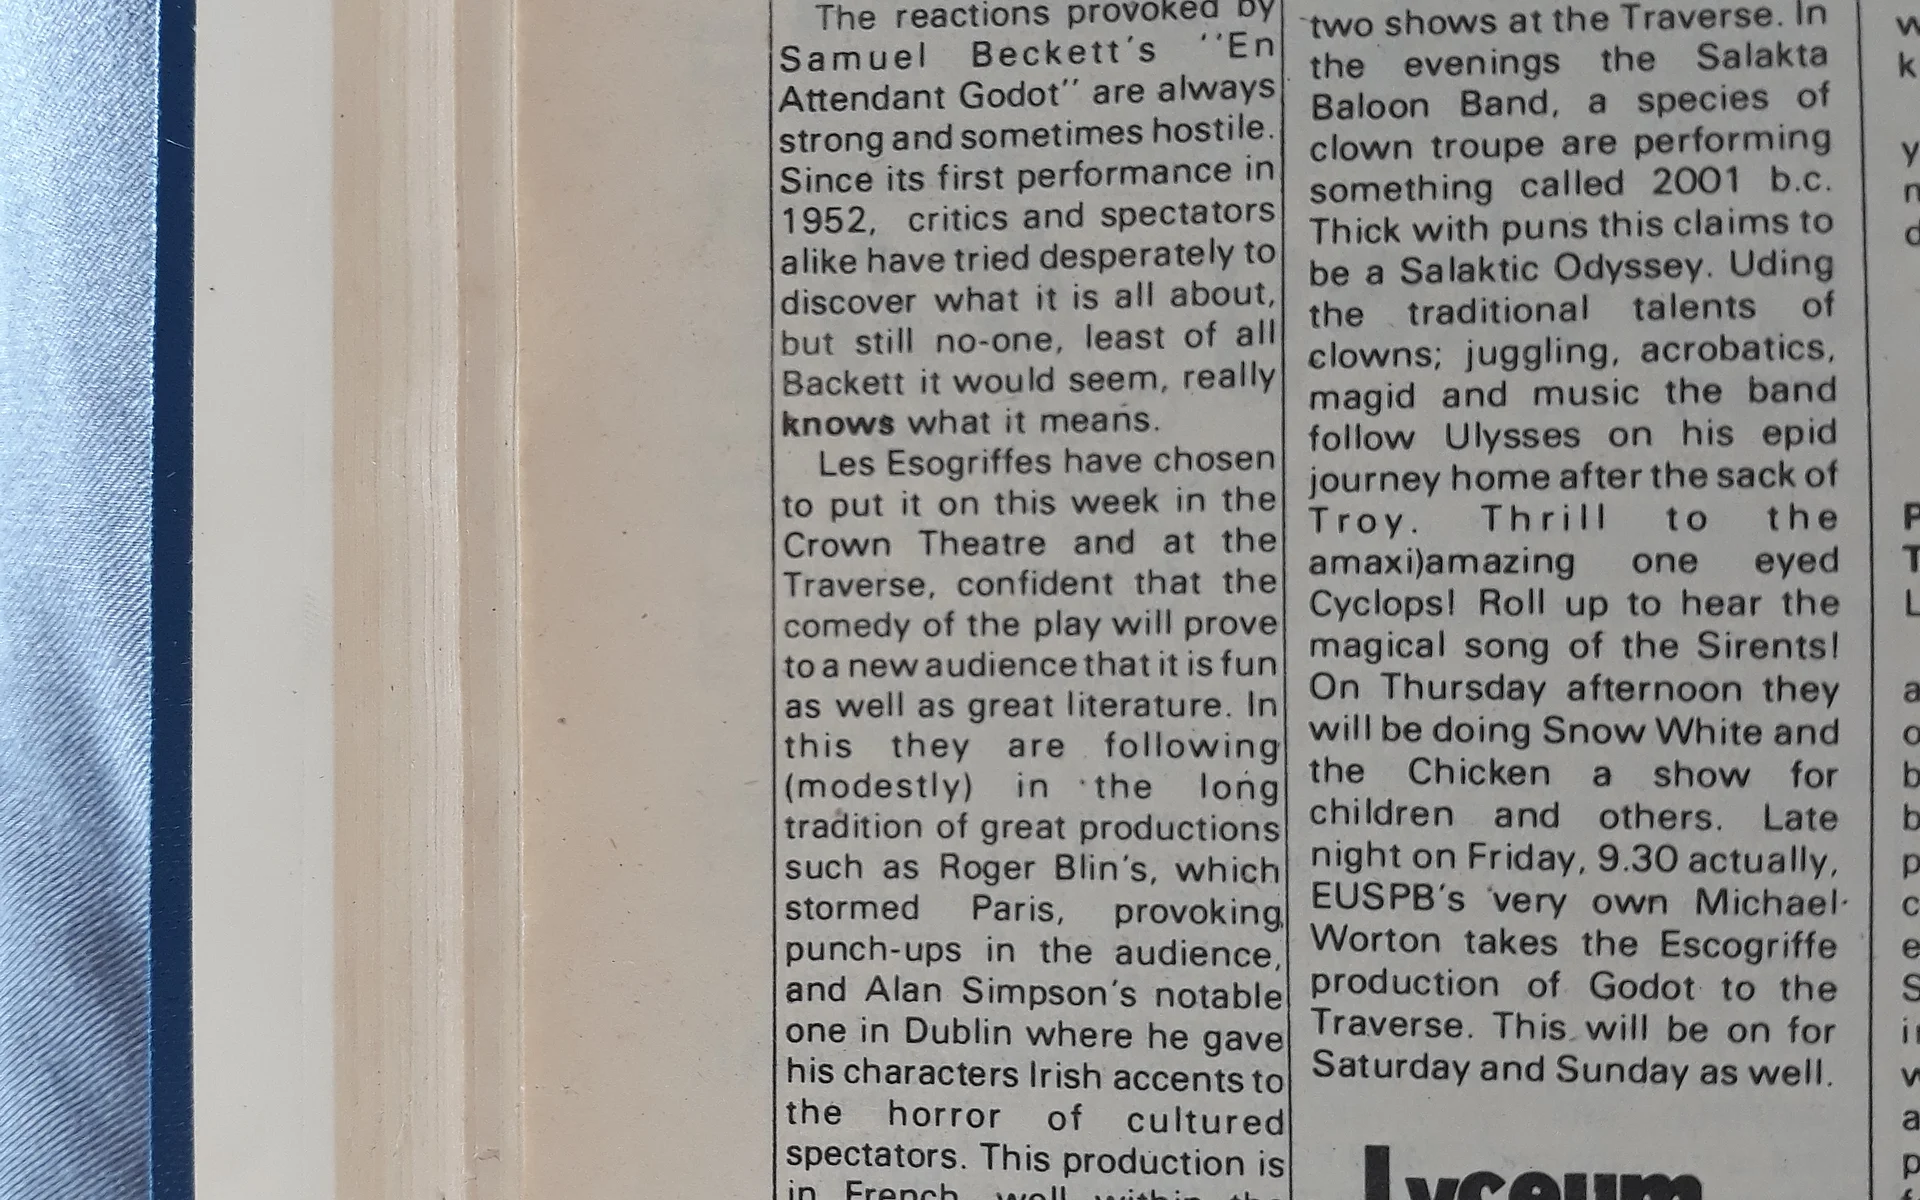 The reactions provoked by
Samuel Beckett's ''En
Attendant Godot'' are always
strong and sometimes hostile.
Since its first performance in
1952, critics and spectators
alike have tried desperately to
discover what it is all about,
but still no-one, least of all
Backett it would seem, really
knows what it means.
Les Esogriffes have chosen
to put it on this week in the
Crown Theatre and at the
Traverse, confident that the
comedy of the play will prove
to a new audience that it is fun
as well as great literature. In
this they are following
(modestly) in the long
tradition of great productions
such as Roger Blin's, which
stormed Paris, provoking
punch-ups in the audience,
and Alan Simpson's notable
one in Dublin where he gave
his characters Irish accents to
the horror of cultured
spectators. This production is
in French, well within the
two shows at the Traverse. In
the evenings the Salakta
Baloon Band, a species of
clown troupe are performing
something called 2001 b.c.
Thick with puns this claims to
be a Salaktic Odyssey. Uding
the traditional talents of
clowns; juggling, acrobatics,
magid and music the band
follow Ulysses on his epid
journey home after the sack of
Troy. Thrill to the
amaxi)amazing one eyed
Cyclops! Roll up to hear the
magical song of the Sirents!
On Thursday afternoon they
will be doing Snow White and
the Chicken a show for
children and others. Late
night on Friday, 9.30 actually,
EUSPB's very own Michael
Worton takes the Escogriffe
production of Godot to the
Traverse. This will be on for
Saturday and Sunday as well.
Lyceum